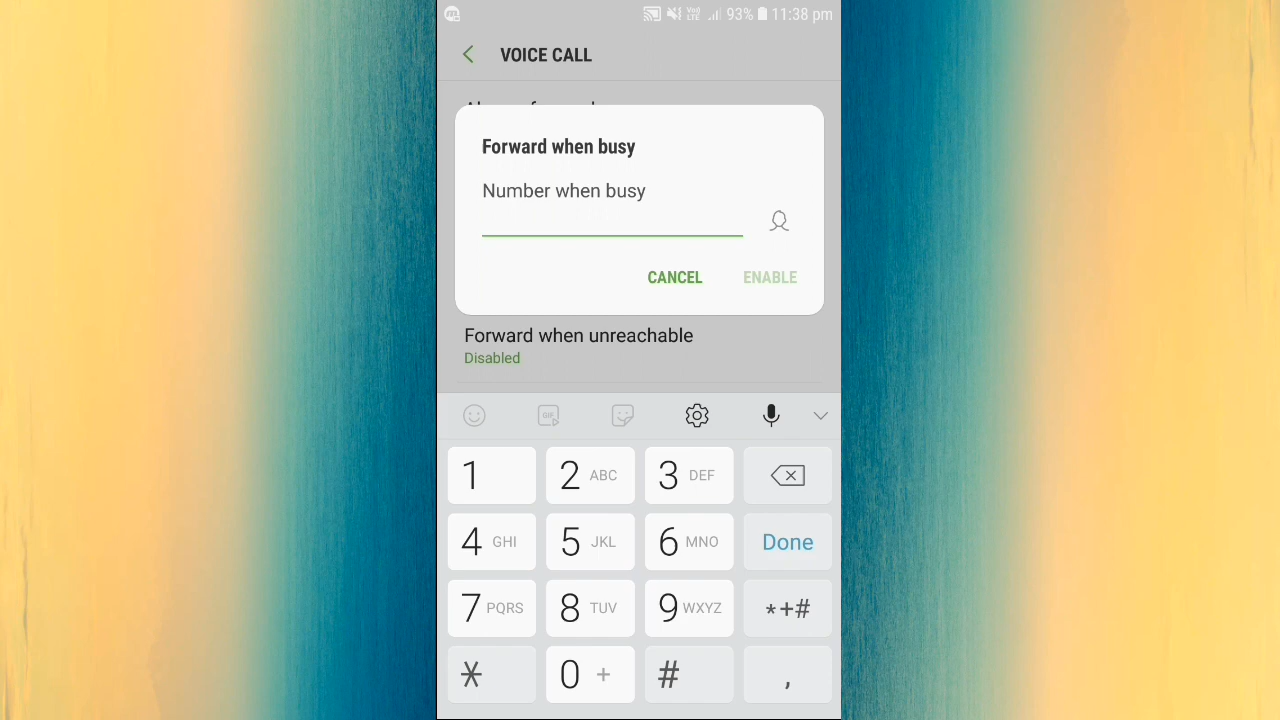 93% 11:38 pm
VOICE CALL
Forward when busy
Number when busy
CANCEL ENABLE
Forward when unreachable
Disabled
GIF
1 2 ABC 3 DEF
4 GHI 5 JKL 6 MNO Done
7 PQRS 8 TUV 9 WXYZ *+#
* 0 + # ,